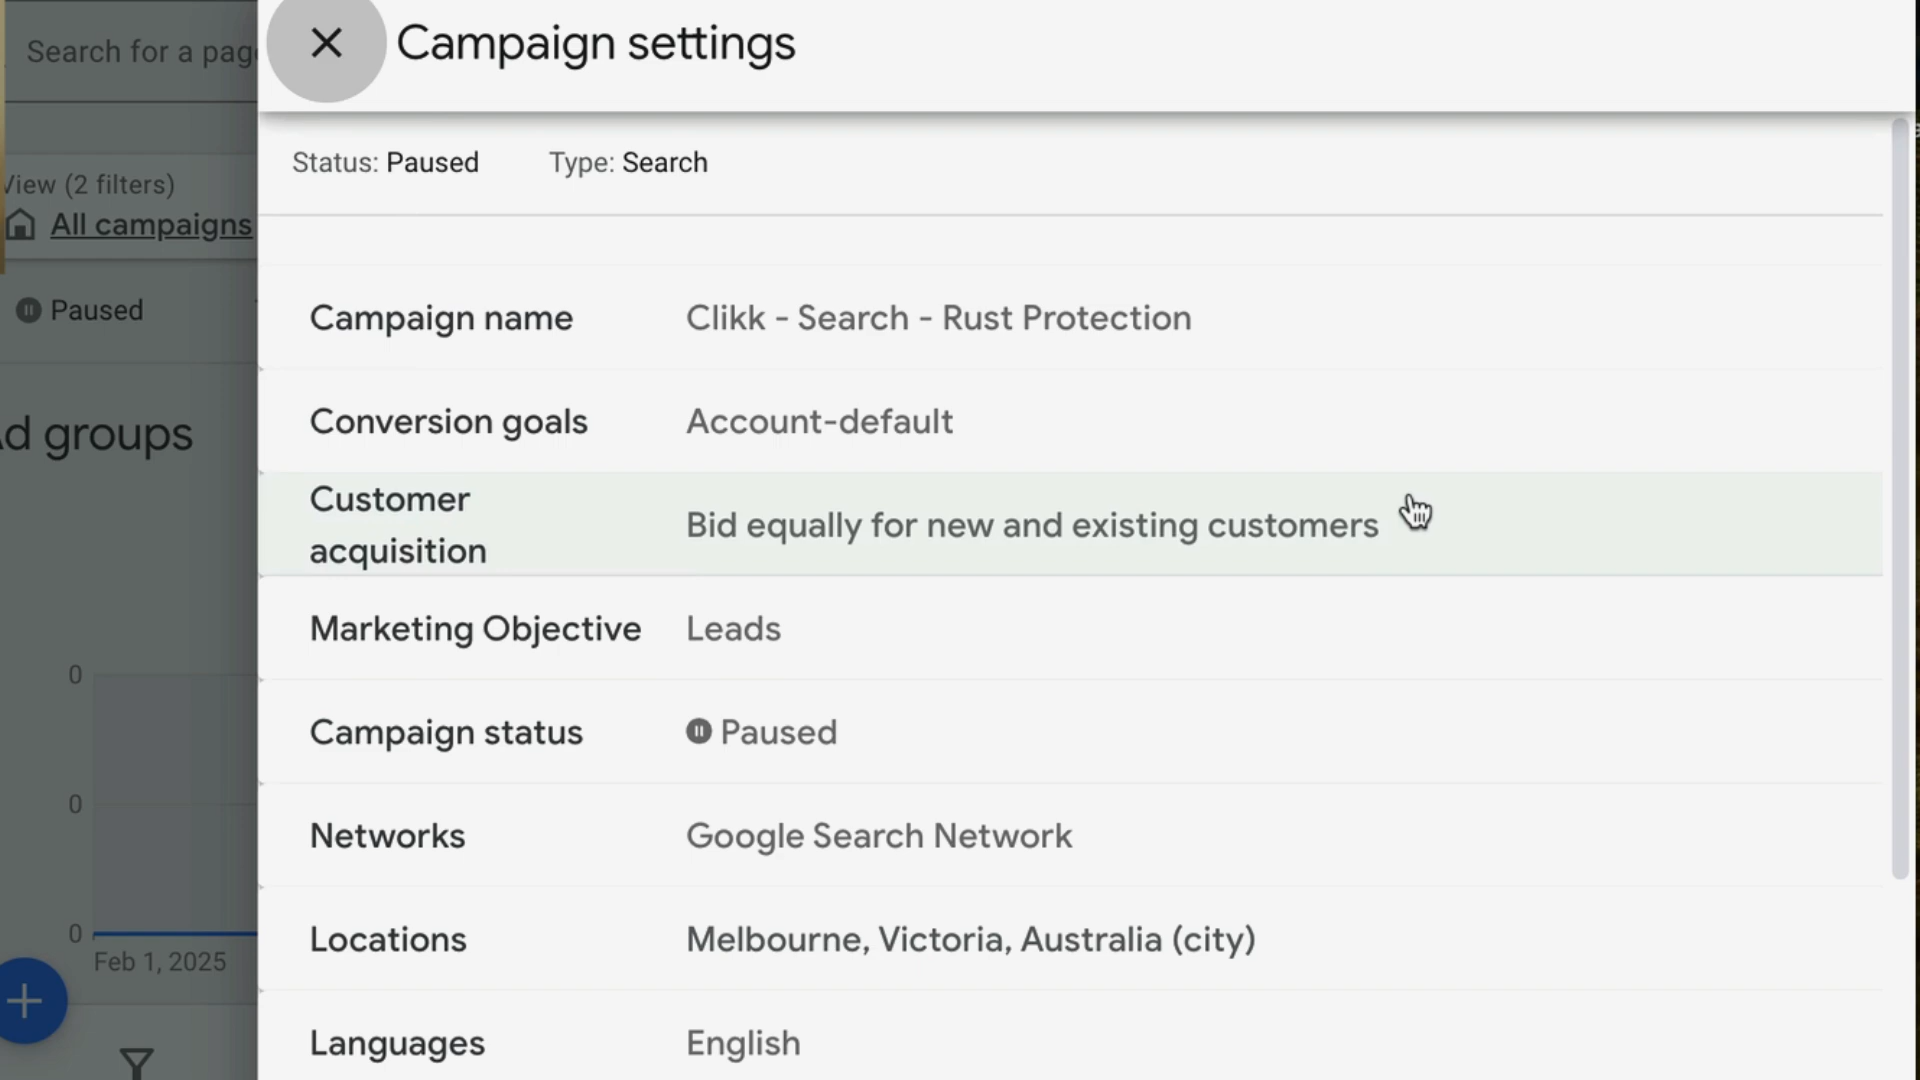 Search for a pag
Campaign settings
Status: Paused Type: Search
View (2 filters)
All campaigns
Paused
Ad groups
0
0
0
Feb 1, 2025
Campaign name Clikk - Search - Rust Protection
Conversion goals Account-default
Customer
acquisition
Bid equally for new and existing customers
Marketing Objective Leads
Campaign status Paused
Networks Google Search Network
Locations Melbourne, Victoria, Australia (city)
Languages English